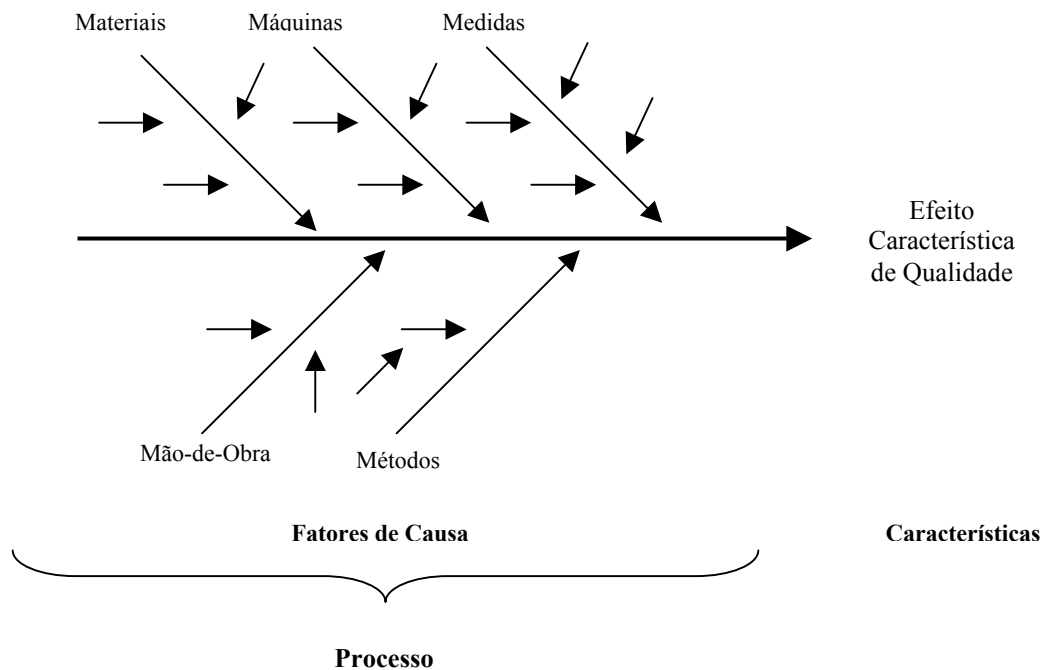 Materiais
Máquinas
Medidas
Efeito
Característica
de Qualidade
Mão-de-Obra
Métodos
Fatores de Causa
Características
Processo